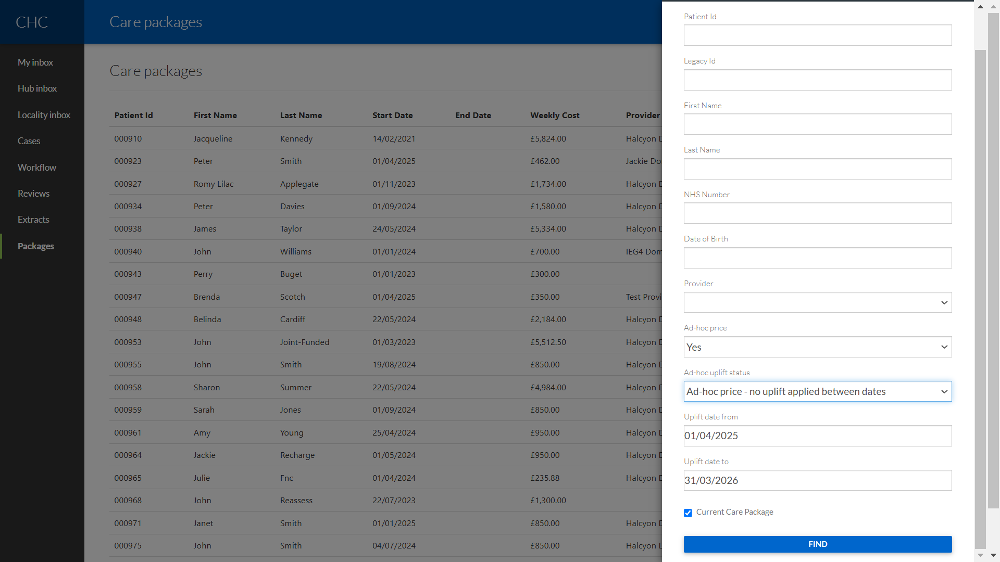 CHC
Care packages
My inbox
Hub inbox
Locality inbox
Cases
Workflow
Reviews
Extracts
Packages
Care packages
Patient Id First Name Last Name Start Date End Date Weekly Cost Provider
000910 Jacqueline Kennedy 14/02/2021 £5,824.00 Halcyon
000923 Peter Smith 01/04/2025 £462.00 Jackie
000927 Romy Lilac Applegate 01/11/2023 £1,734.00 Halcyon
000934 Peter Davies 01/09/2024 £1,580.00 Halcyon
000938 James Taylor 24/05/2024 £5,334.00 Halcyon
000940 John Williams 01/01/2024 £700.00 IEG4 Dom
000943 Perry Buget 01/01/2023 £300.00
000947 Brenda Scotch 01/04/2025 £350.00 Test Provi
000948 Belinda Cardiff 22/05/2024 £2,184.00 Halcyon
000953 John Joint-Funded 01/03/2023 £5,512.50 Halcyon
000955 John Smith 19/08/2024 £850.00 Halcyon
000958 Sharon Summer 22/05/2024 £4,984.00 Halcyon
000959 Sarah Jones 01/09/2024 £850.00 Halcyon
000961 Amy Young 25/04/2024 £950.00 Halcyon
000964 Jackie Recharge 01/05/2024 £950.00 Halcyon
000965 Julie Fnc 01/04/2024 £235.88 Halcyon
000968 John Reassess 22/07/2023 £1,300.00
000971 Janet Smith 01/01/2025 £850.00 Halcyon
000975 John Smith 04/07/2024 £850.00 Halcyon
Patient Id
Legacy Id
First Name
Last Name
NHS Number
Date of Birth
Provider
Ad-hoc price
Yes
Ad-hoc uplift status
Ad-hoc price - no uplift applied between dates
Uplift date from
01/04/2025
Uplift date to
31/03/2026
Current Care Package
FIND